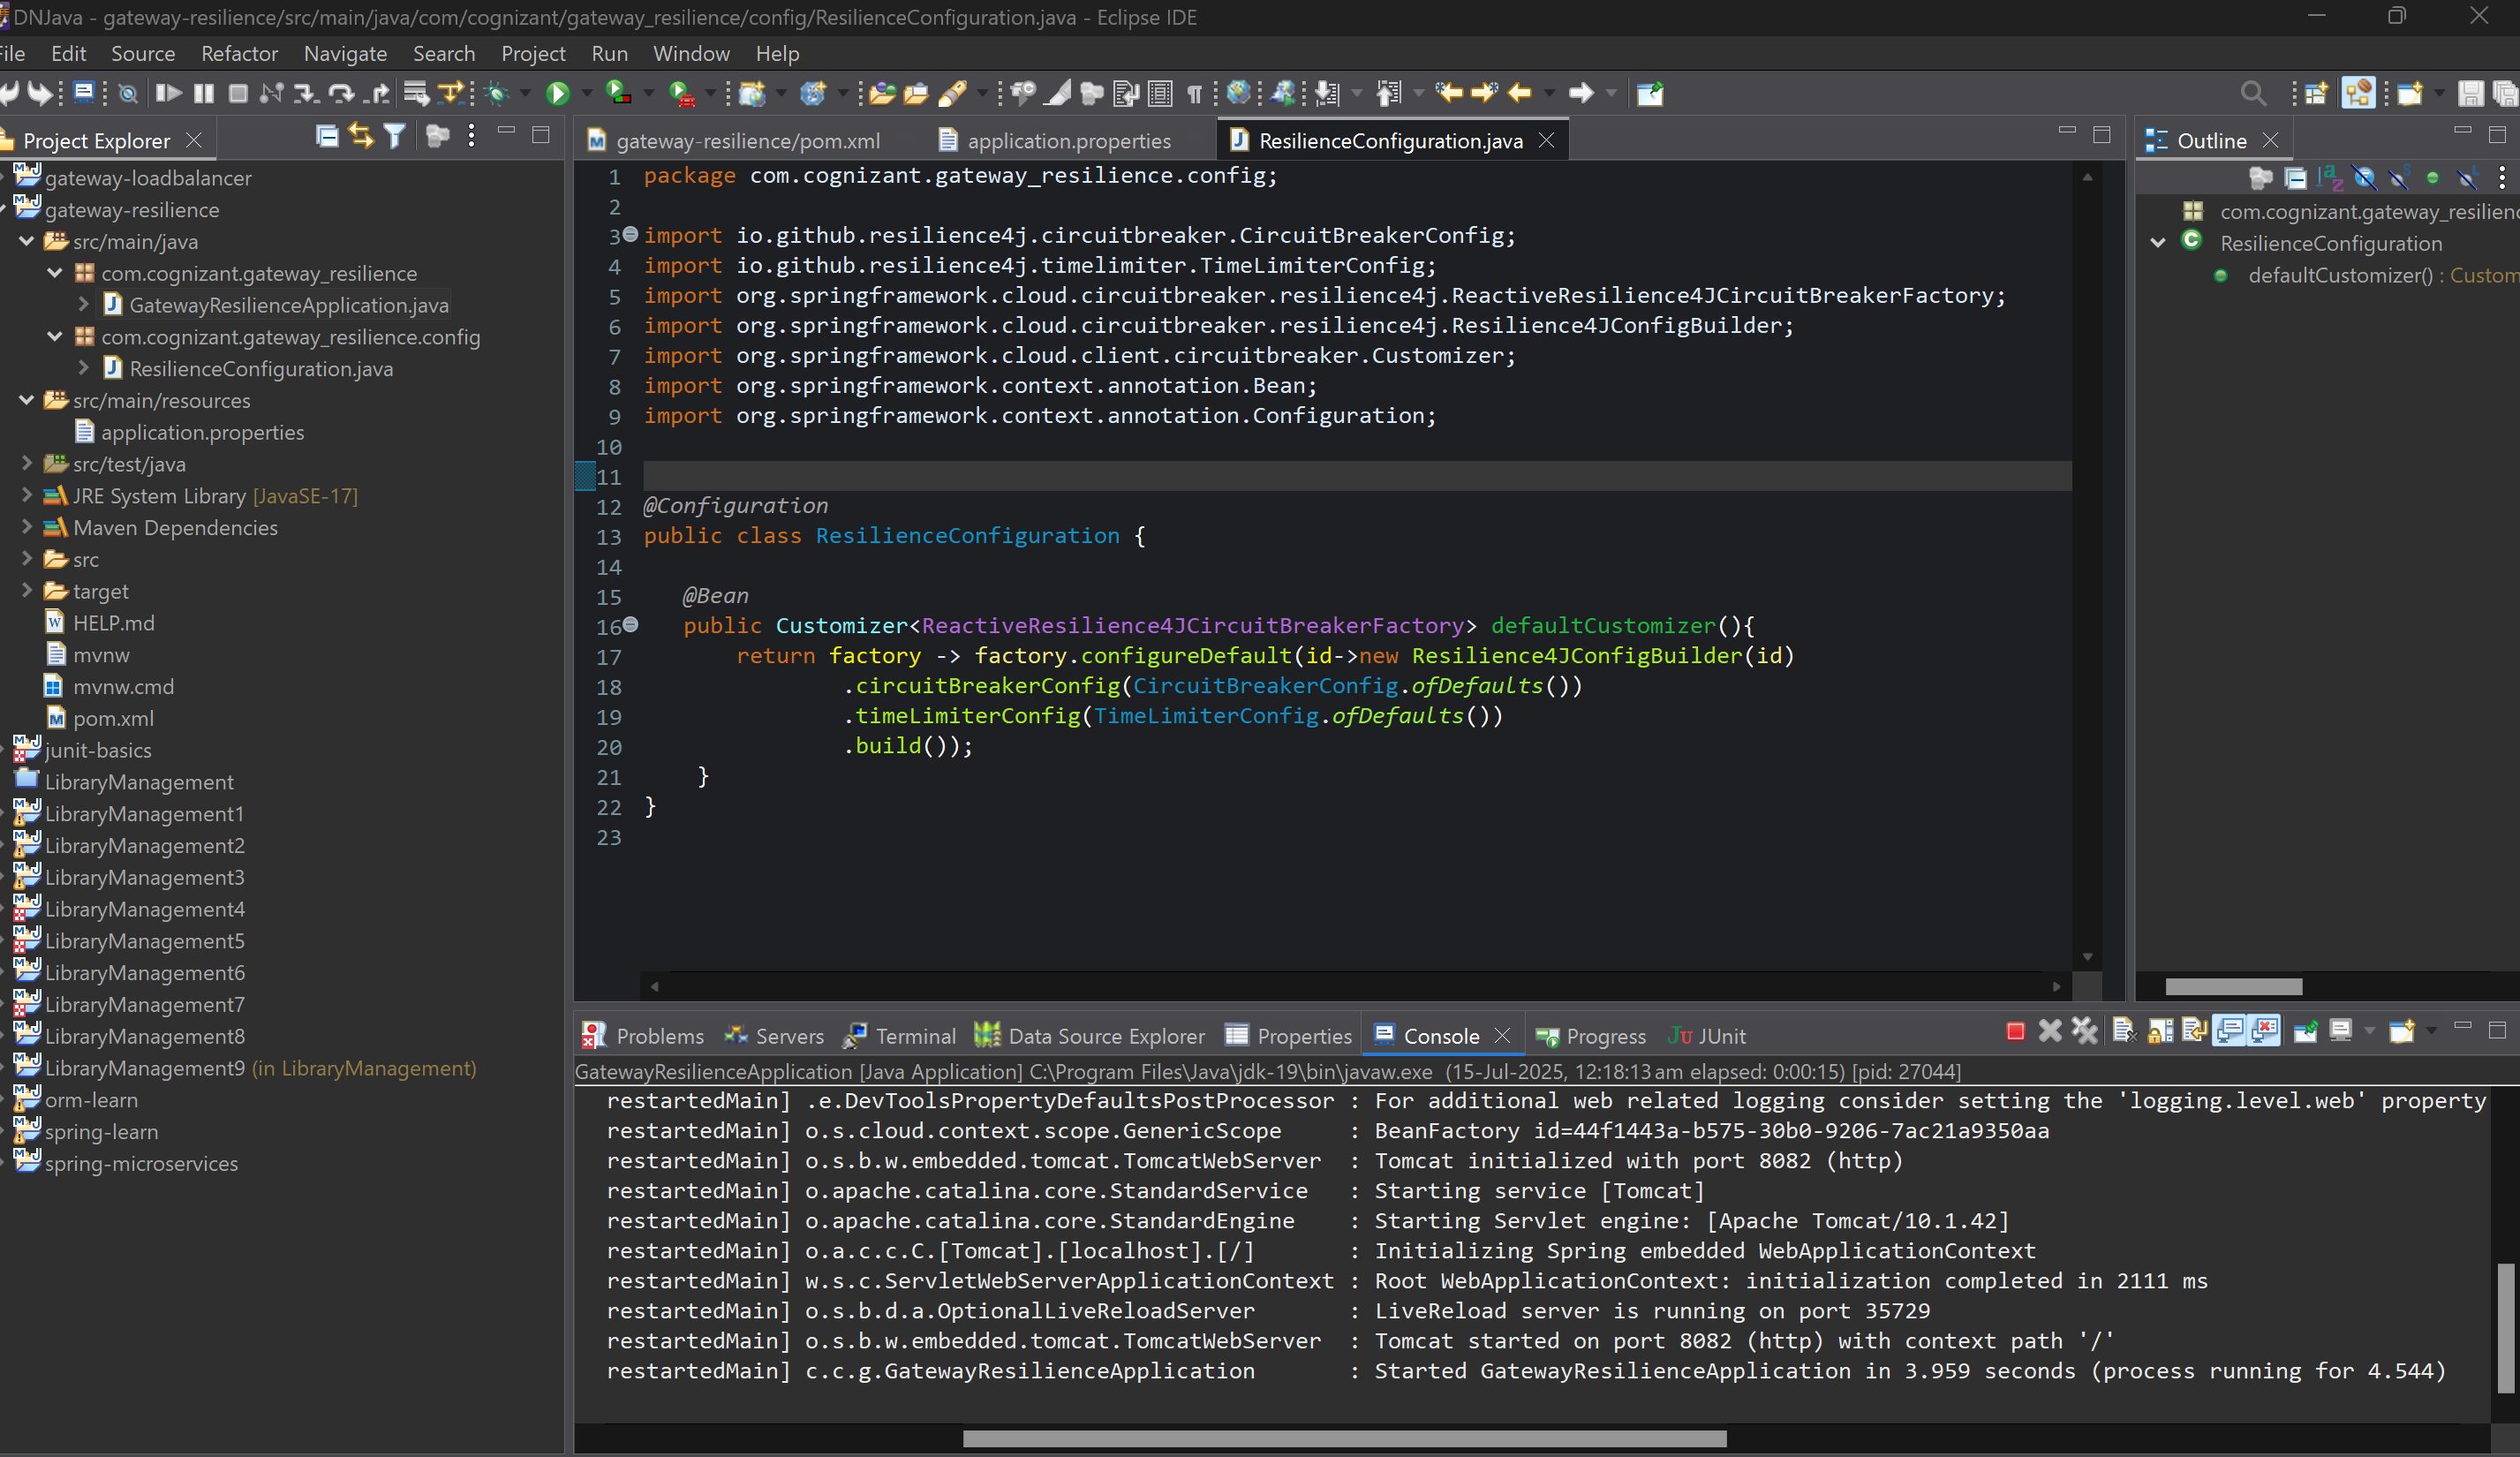 DNJava - gateway-resilience/src/main/java/com/cognizant/gateway_resilience/config/ResilienceConfiguration.java - Eclipse IDE
File Edit Source Refactor Navigate Search Project Run Window Help
Project Explorer
gateway-loadbalancer
gateway-resilience
src/main/java
com.cognizant.gateway_resilience
GatewayResilienceApplication.java
com.cognizant.gateway_resilience.config
ResilienceConfiguration.java
src/main/resources
application.properties
src/test/java
JRE System Library [JavaSE-17]
Maven Dependencies
src
target
HELP.md
mvnw
mvnw.cmd
pom.xml
junit-basics
LibraryManagement
LibraryManagement1
LibraryManagement2
LibraryManagement3
LibraryManagement4
LibraryManagement5
LibraryManagement6
LibraryManagement7
LibraryManagement8
LibraryManagement9 (in LibraryManagement)
orm-learn
spring-learn
spring-microservices
gateway-resilience/pom.xml application.properties ResilienceConfiguration.java
1 package com.cognizant.gateway_resilience.config;
2
3 import io.github.resilience4j.circuitbreaker.CircuitBreakerConfig;
4 import io.github.resilience4j.timelimiter.TimeLimiterConfig;
5 import org.springframework.cloud.circuitbreaker.resilience4j.ReactiveResilience4JCircuitBreakerFactory;
6 import org.springframework.cloud.circuitbreaker.resilience4j.Resilience4JConfigBuilder;
7 import org.springframework.cloud.client.circuitbreaker.Customizer;
8 import org.springframework.context.annotation.Bean;
9 import org.springframework.context.annotation.Configuration;
10
11
12 @Configuration
13 public class ResilienceConfiguration {
14
15 @Bean
16 public Customizer<ReactiveResilience4JCircuitBreakerFactory> defaultCustomizer(){
17 return factory -> factory.configureDefault(id->new Resilience4JConfigBuilder(id)
18 .circuitBreakerConfig(CircuitBreakerConfig.ofDefaults())
19 .timeLimiterConfig(TimeLimiterConfig.ofDefaults())
20 .build());
21 }
22 }
23
Outline
com.cognizant.gateway_resilienc
ResilienceConfiguration
defaultCustomizer() : Custom
Problems Servers Terminal Data Source Explorer Properties Console Progress JUnit
GatewayResilienceApplication [Java Application] C:\Program Files\Java\jdk-19\bin\javaw.exe (15-Jul-2025, 12:18:13 am elapsed: 0:00:15) [pid: 27044]
restartedMain] .e.DevToolsPropertyDefaultsPostProcessor : For additional web related logging consider setting the 'logging.level.web' property
restartedMain] o.s.cloud.context.scope.GenericScope : BeanFactory id=44f1443a-b575-30b0-9206-7ac21a9350aa
restartedMain] o.s.b.w.embedded.tomcat.TomcatWebServer : Tomcat initialized with port 8082 (http)
restartedMain] o.apache.catalina.core.StandardService : Starting service [Tomcat]
restartedMain] o.apache.catalina.core.StandardEngine : Starting Servlet engine: [Apache Tomcat/10.1.42]
restartedMain] o.a.c.c.C.[Tomcat].[localhost].[/] : Initializing Spring embedded WebApplicationContext
restartedMain] w.s.c.ServletWebServerApplicationContext : Root WebApplicationContext: initialization completed in 2111 ms
restartedMain] o.s.b.d.a.OptionalLiveReloadServer : LiveReload server is running on port 35729
restartedMain] o.s.b.w.embedded.tomcat.TomcatWebServer : Tomcat started on port 8082 (http) with context path '/'
restartedMain] c.c.g.GatewayResilienceApplication : Started GatewayResilienceApplication in 3.959 seconds (process running for 4.544)